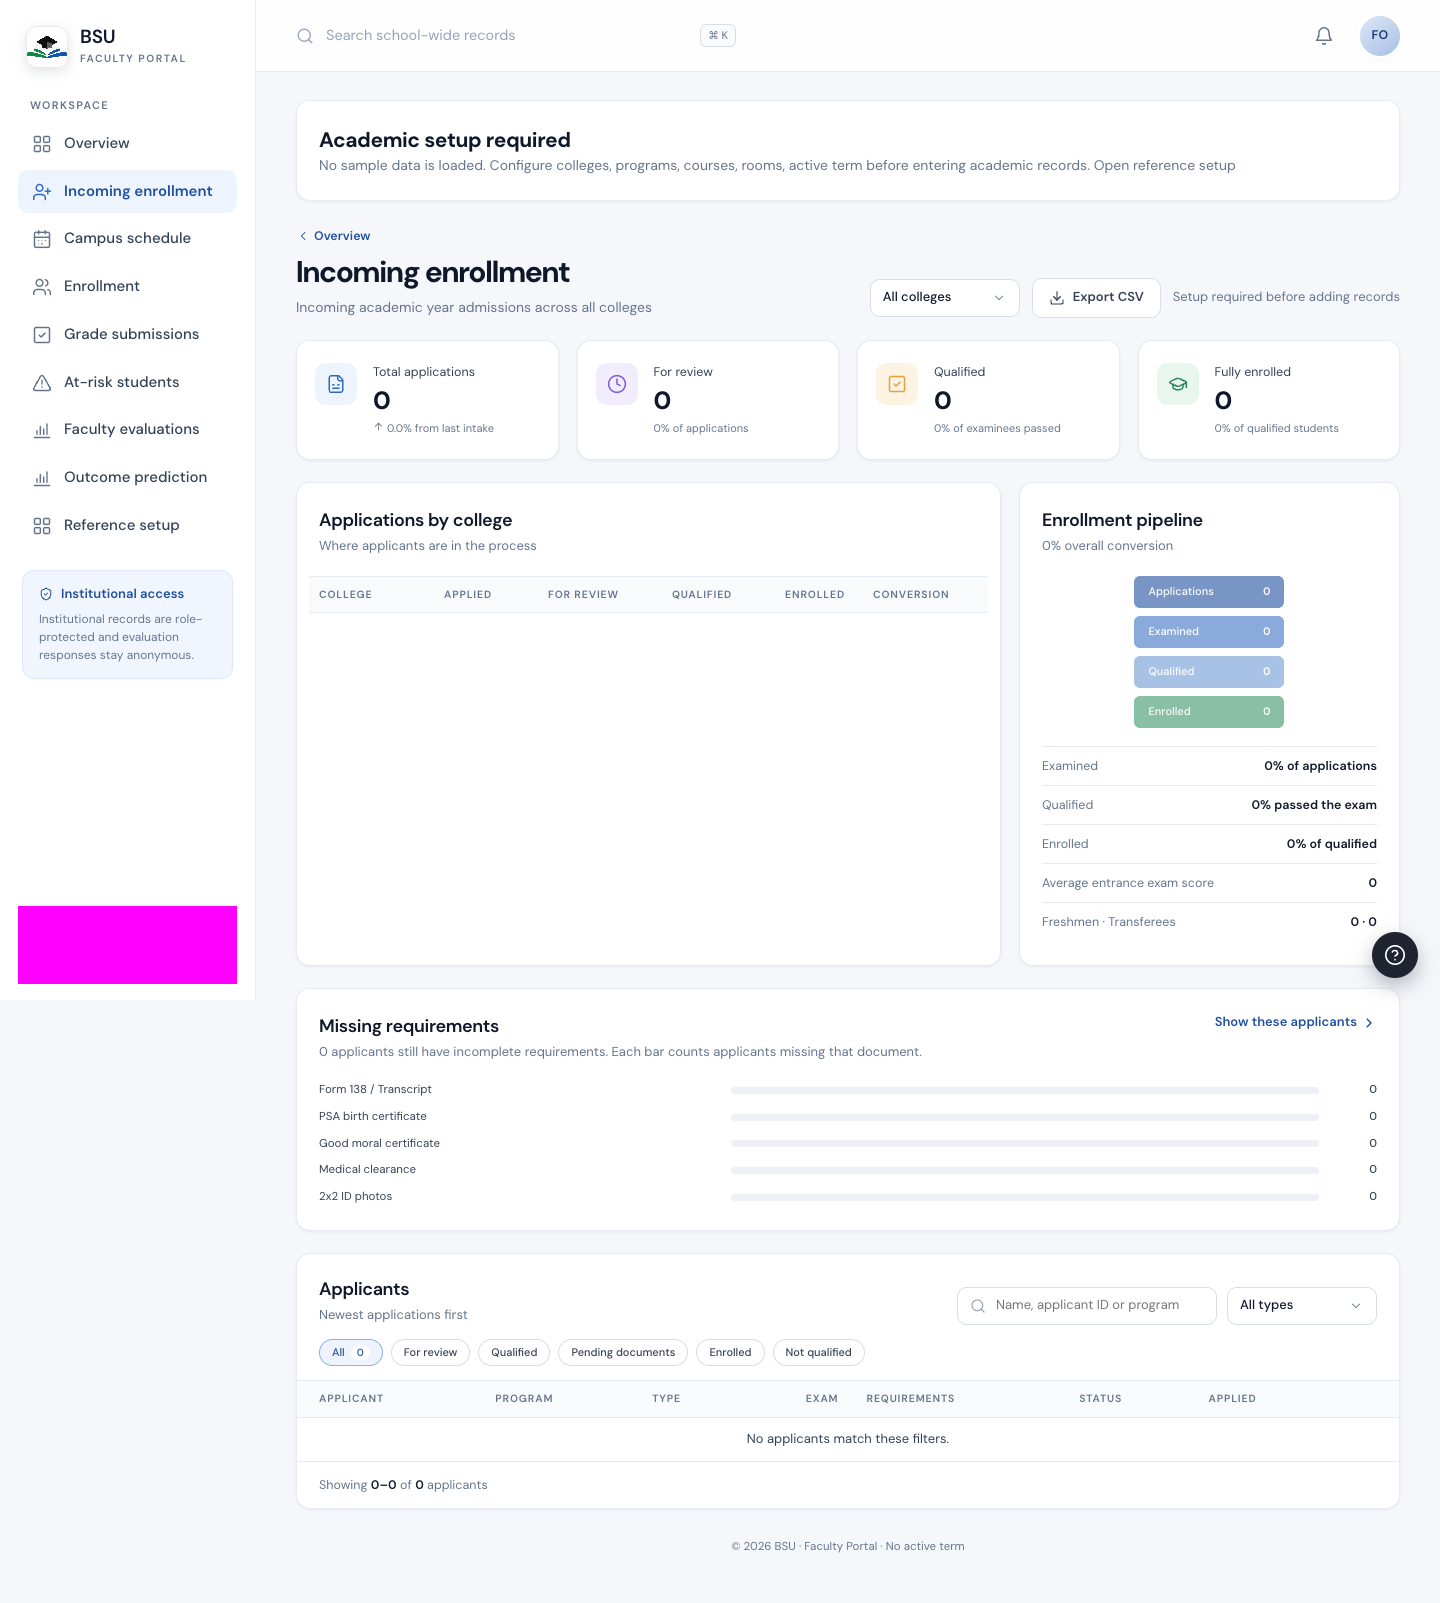 BSU
FACULTY PORTAL
WORKSPACE
Overview
Incoming enrollment
Campus schedule
Enrollment
Grade submissions
At-risk students
Faculty evaluations
Outcome prediction
Reference setup
Institutional access
Institutional records are role-
protected and evaluation
responses stay anonymous.
Search school-wide records
⌘ K
FO
Academic setup required
No sample data is loaded. Configure colleges, programs, courses, rooms, active term before entering academic records. Open reference setup
Overview
Incoming enrollment
Incoming academic year admissions across all colleges
All colleges
Export CSV
Setup required before adding records
Total applications
0
↑ 0.0% from last intake
For review
0
0% of applications
Qualified
0
0% of examinees passed
Fully enrolled
0
0% of qualified students
Applications by college
Where applicants are in the process
COLLEGE APPLIED FOR REVIEW QUALIFIED ENROLLED CONVERSION
Enrollment pipeline
0% overall conversion
Applications 0
Examined 0
Qualified 0
Enrolled 0
Examined 0% of applications
Qualified 0% passed the exam
Enrolled 0% of qualified
Average entrance exam score 0
Freshmen · Transferees 0 · 0
Missing requirements
Show these applicants
0 applicants still have incomplete requirements. Each bar counts applicants missing that document.
Form 138 / Transcript 0
PSA birth certificate 0
Good moral certificate 0
Medical clearance 0
2x2 ID photos 0
Applicants
Newest applications first
Name, applicant ID or program
All types
All 0 For review Qualified Pending documents Enrolled Not qualified
APPLICANT PROGRAM TYPE EXAM REQUIREMENTS STATUS APPLIED
No applicants match these filters.
Showing 0–0 of 0 applicants
© 2026 BSU · Faculty Portal · No active term